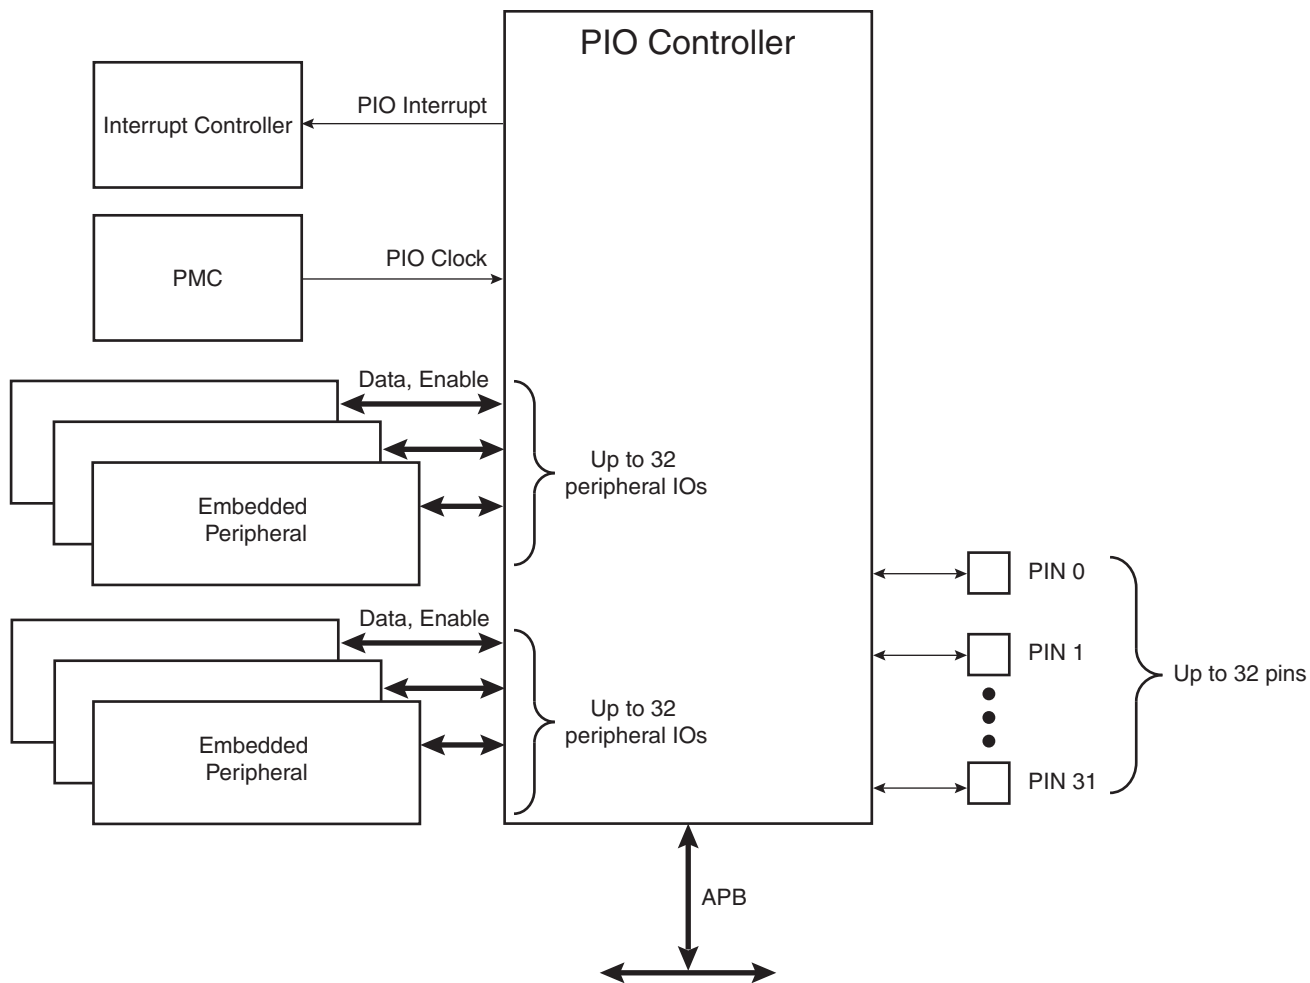 PIO Controller
PIO Interrupt
Interrupt Controller
PIO Clock
PMC
Data, Enable
Up to 32
peripheral IOs
Embedded
Peripheral
PIN 0
Data, Enable
PIN 1
Up to 32 pins
Up to 32
peripheral IOs
Embedded
Peripheral
PIN 31
APB